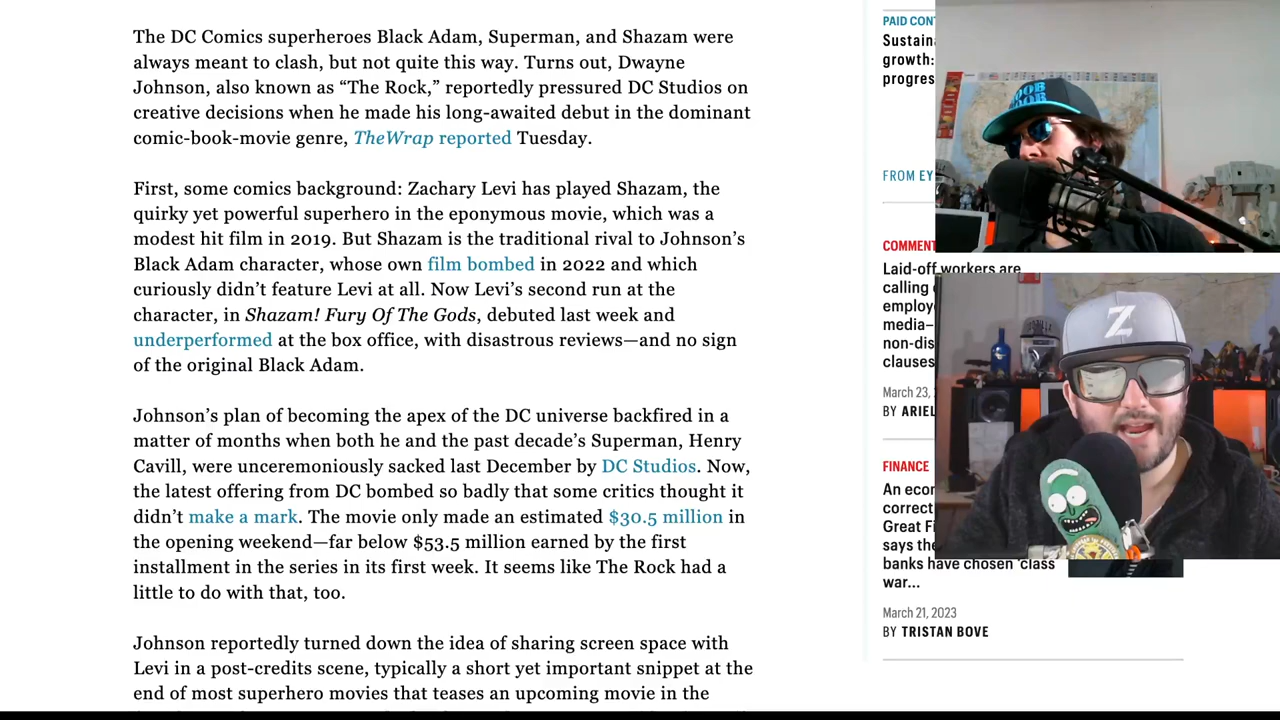 The DC Comics superheroes Black Adam, Superman, and Shazam were
always meant to clash, but not quite this way. Turns out, Dwayne
Johnson, also known as “The Rock,” reportedly pressured DC Studios on
creative decisions when he made his long-awaited debut in the dominant
comic-book-movie genre, TheWrap reported Tuesday.
First, some comics background: Zachary Levi has played Shazam, the
quirky yet powerful superhero in the eponymous movie, which was a
modest hit film in 2019. But Shazam is the traditional rival to Johnson’s
Black Adam character, whose own film bombed in 2022 and which
curiously didn’t feature Levi at all. Now Levi’s second run at the
character, in Shazam! Fury Of The Gods, debuted last week and
underperformed at the box office, with disastrous reviews—and no sign
of the original Black Adam.
Johnson’s plan of becoming the apex of the DC universe backfired in a
matter of months when both he and the past decade’s Superman, Henry
Cavill, were unceremoniously sacked last December by DC Studios. Now,
the latest offering from DC bombed so badly that some critics thought it
didn’t make a mark. The movie only made an estimated $30.5 million in
the opening weekend—far below $53.5 million earned by the first
installment in the series in its first week. It seems like The Rock had a
little to do with that, too.
Johnson reportedly turned down the idea of sharing screen space with
Levi in a post-credits scene, typically a short yet important snippet at the
end of most superhero movies that teases an upcoming movie in the
PAID CON
Sustain
growth:
progres
FROM EY
COMMENT
Laid-off workers are
calling
employ
media–
non-dis
clauses
March 23,
BY ARIEL
FINANCE
An econ
correct
Great Fi
says the
banks have chosen ‘class
war...
March 21, 2023
BY TRISTAN BOVE
Z